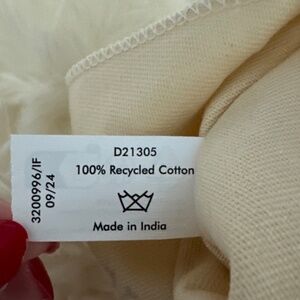 D21305
100% Recycled Cotton
Made in India
3200996/IF
09/24